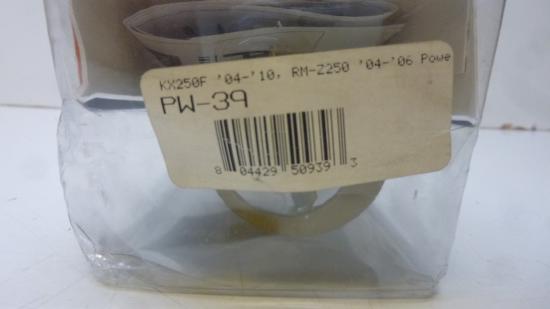 KX250F '04-'10, RM-Z250 '04-'06 Powe
PW-39
8 04429 50939 3